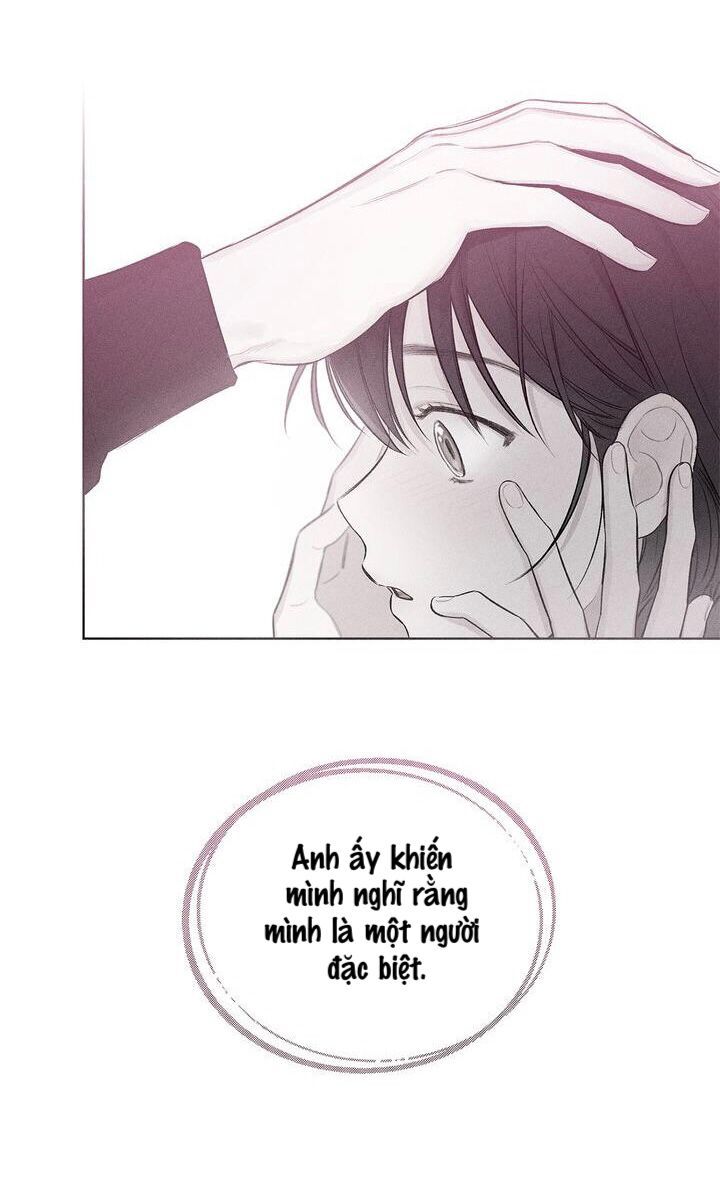 Anh ấy khiến
mình nghĩ rằng
mình là một người
đặc biệt.